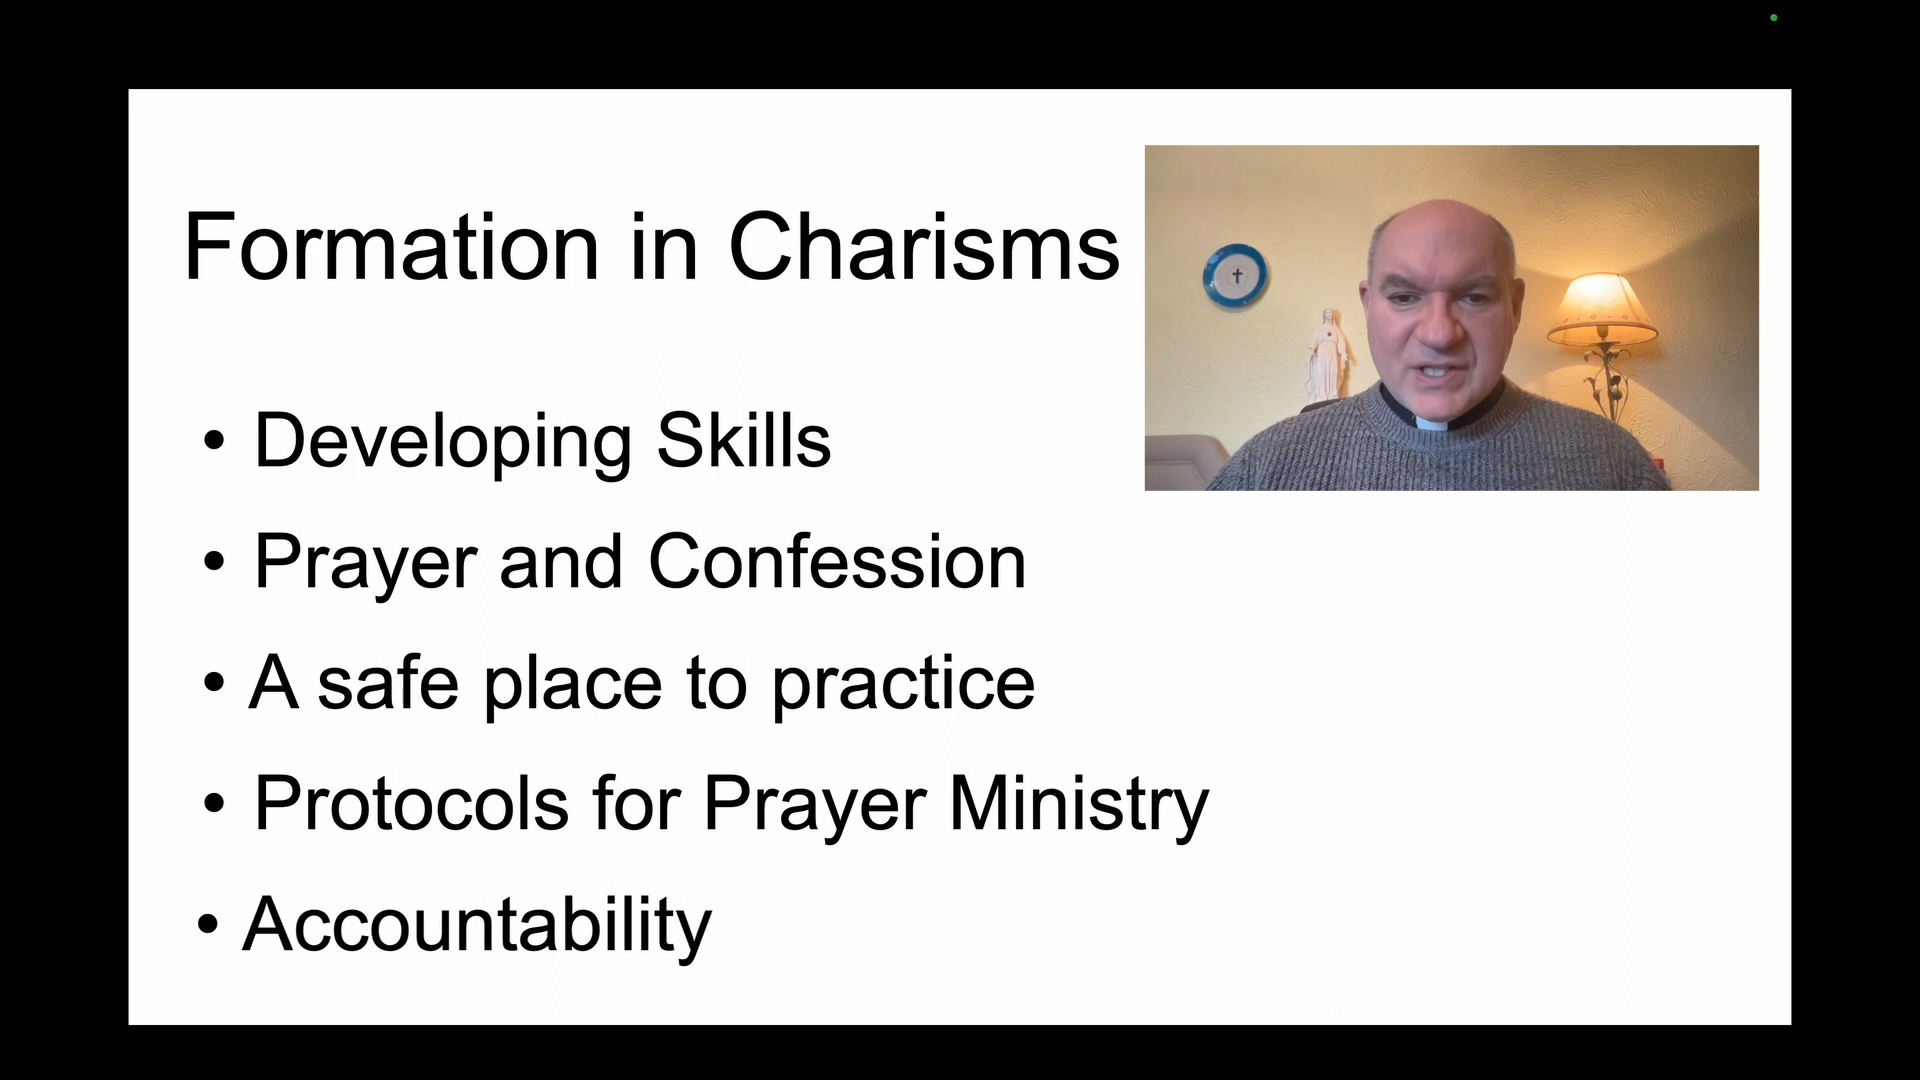 Formation in Charisms
• Developing Skills
• Prayer and Confession
• A safe place to practice
• Protocols for Prayer Ministry
• Accountability